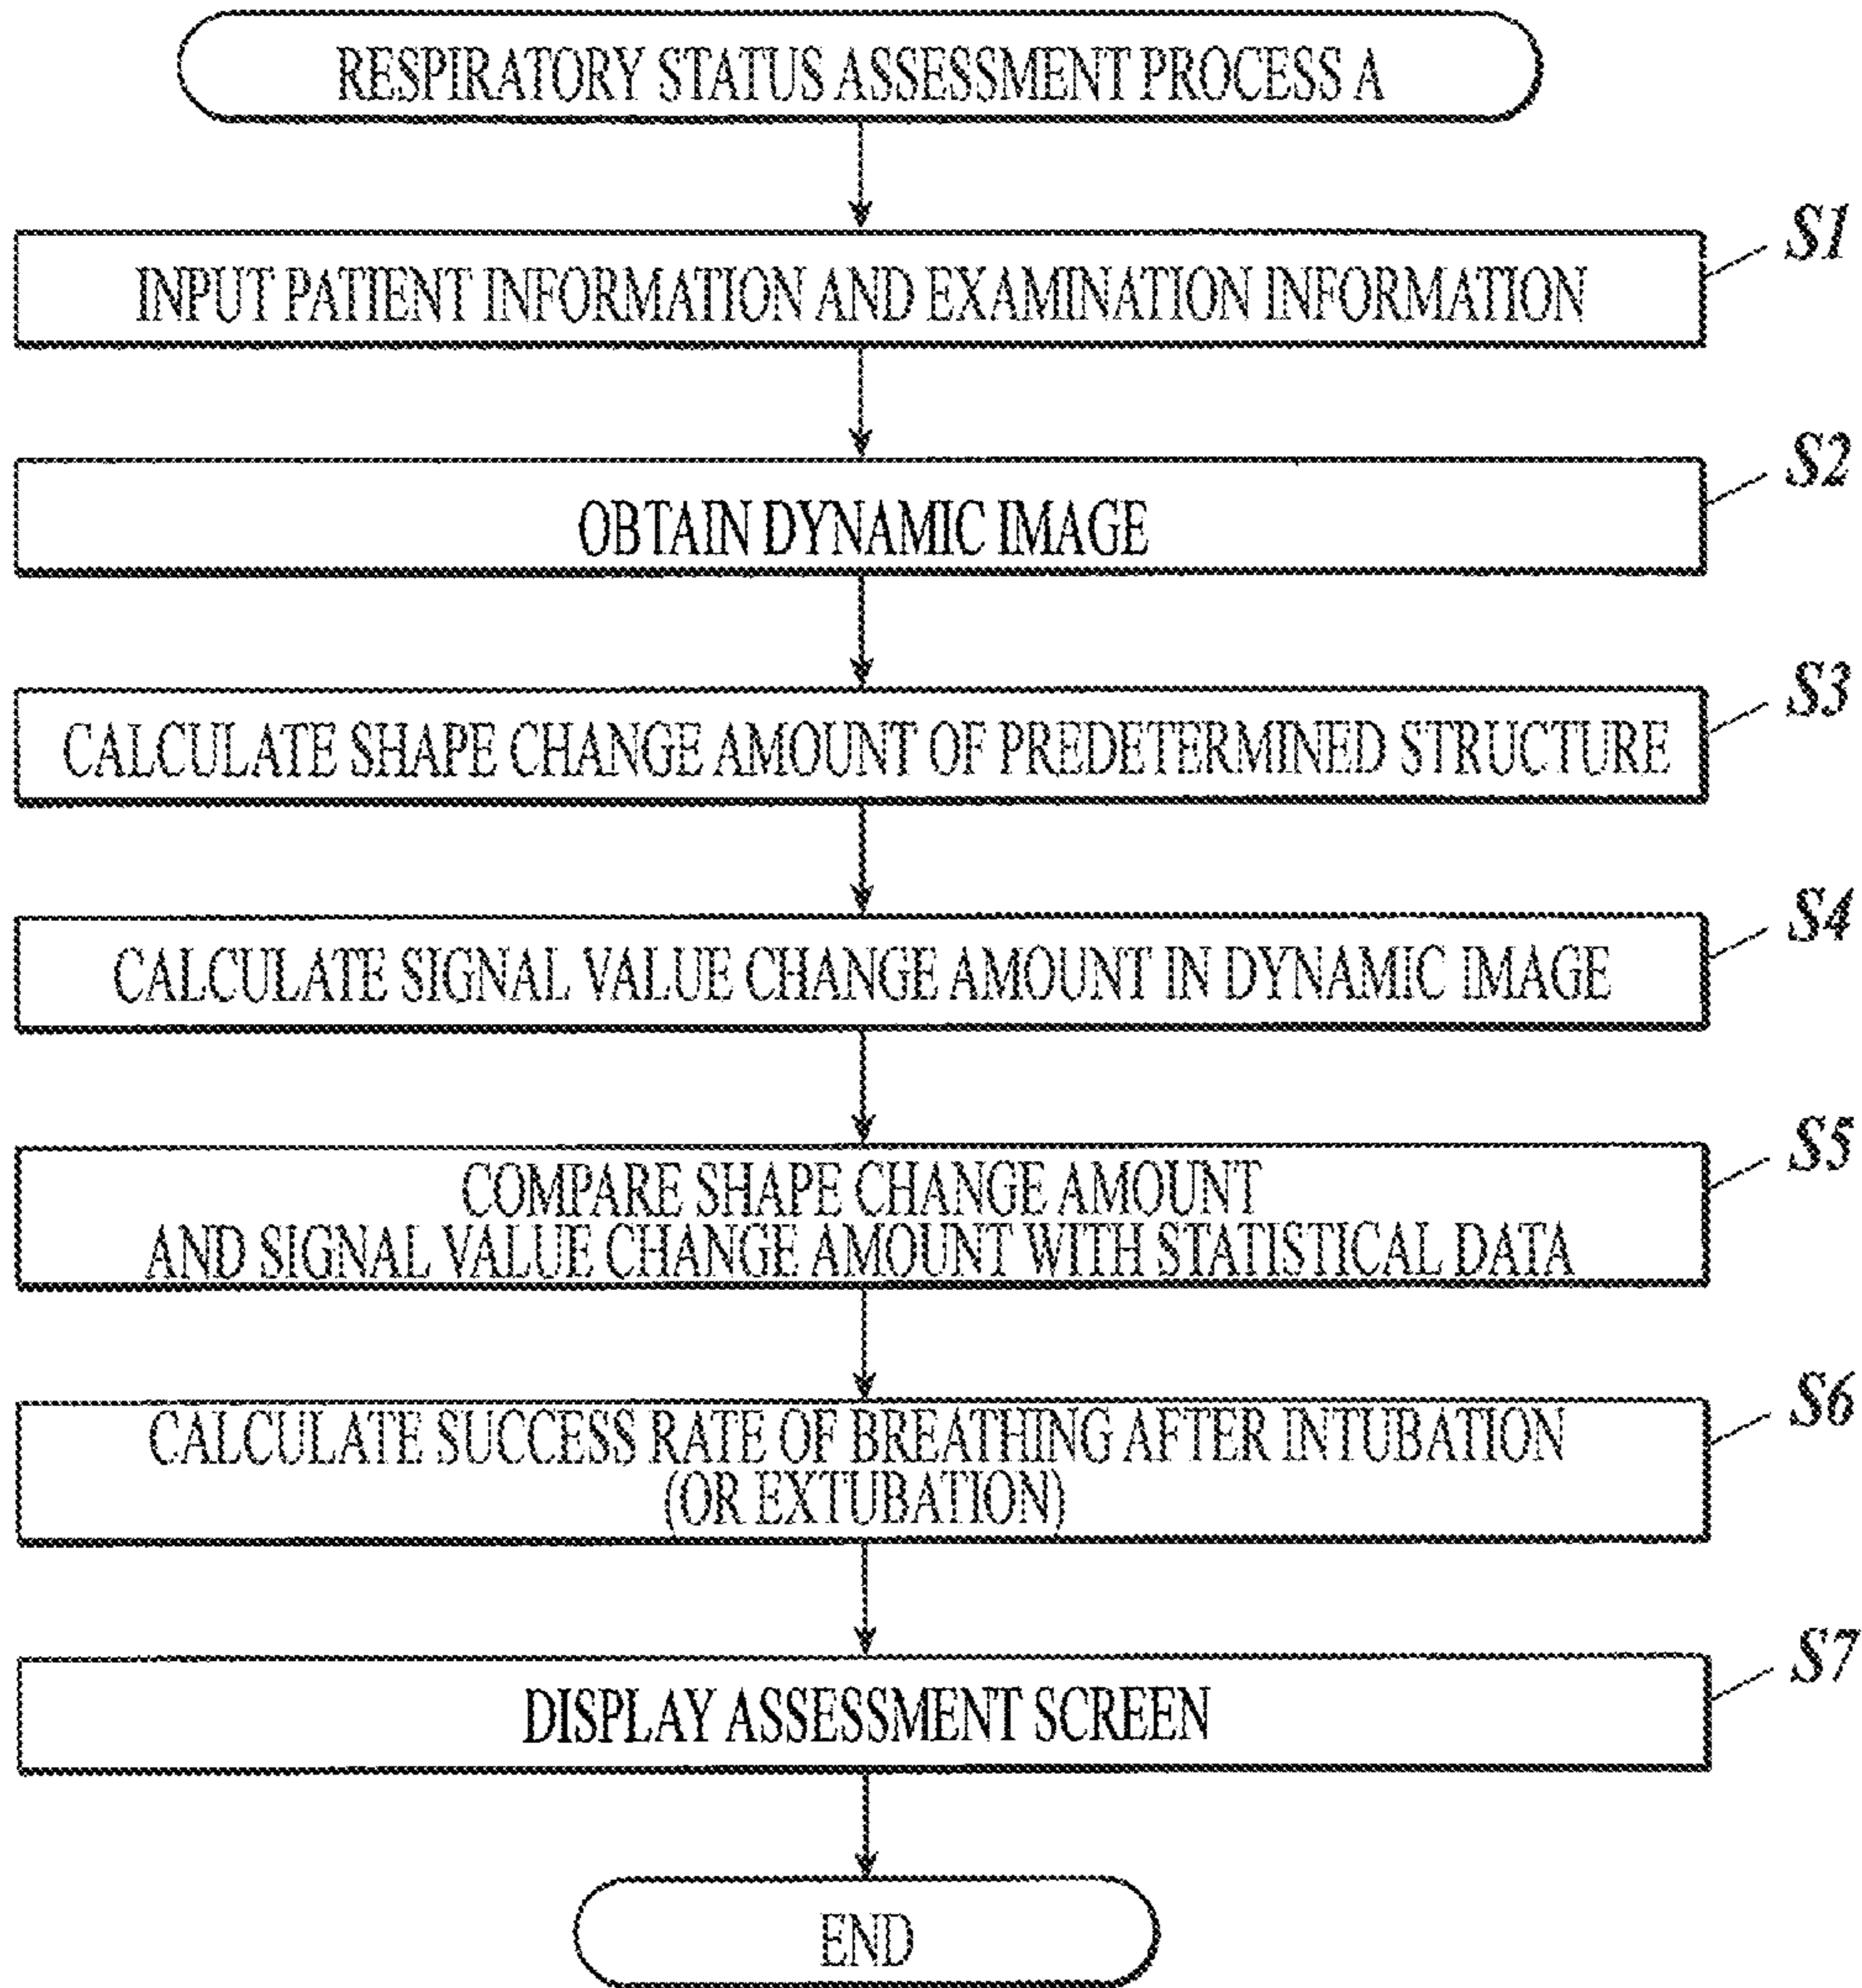 RESPIRATORY STATUS ASSESSMENT PROCESS A
S1
INPUT PATIENT INFORMATION AND EXAMINATION INFORMATION
S2
OBTAIN DYNAMIC IMAGE
S3
CALCULATE SHAPE CHANGE AMOUNT OF PREDETERMINED STRUCTURE
S4
CALCULATE SIGNAL VALUE CHANGE AMOUNT IN DYNAMIC IMAGE
S5
COMPARE SHAPE CHANGE AMOUNT
AND SIGNAL VALUE CHANGE AMOUNT WITH STATISTICAL DATA
S6
CALCULATE SUCCESS RATE OF BREATHING AFTER INTUBATION
(OR EXTUBATION)
S7
DISPLAY ASSESSMENT SCREEN
END